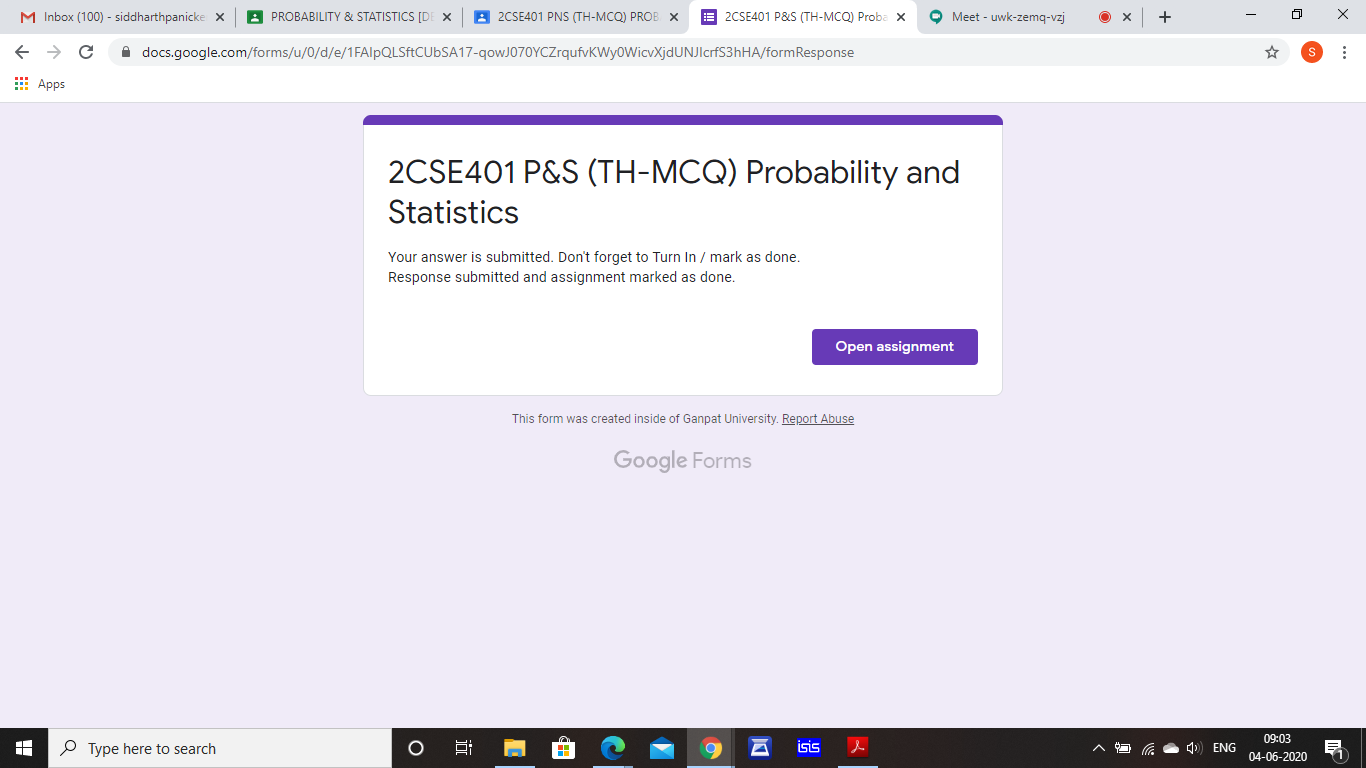 Inbox (100) - siddharthpanicke
PROBABILITY & STATISTICS [DE
2CSE401 PNS (TH-MCQ) PROB
2CSE401 P&S (TH-MCQ) Proba
Meet - uwk-zemq-vzj
docs.google.com/forms/u/0/d/e/1FAIpQLSftCUbSA17-qowJ070YCZrqufvKWy0WicvXjdUNJIcrfS3hHA/formResponse
S
Apps
2CSE401 P&S (TH-MCQ) Probability and
Statistics
Your answer is submitted. Don't forget to Turn In / mark as done.
Response submitted and assignment marked as done.
Open assignment
This form was created inside of Ganpat University. Report Abuse
Google Forms
Type here to search
isis
ENG
09:03
04-06-2020
1